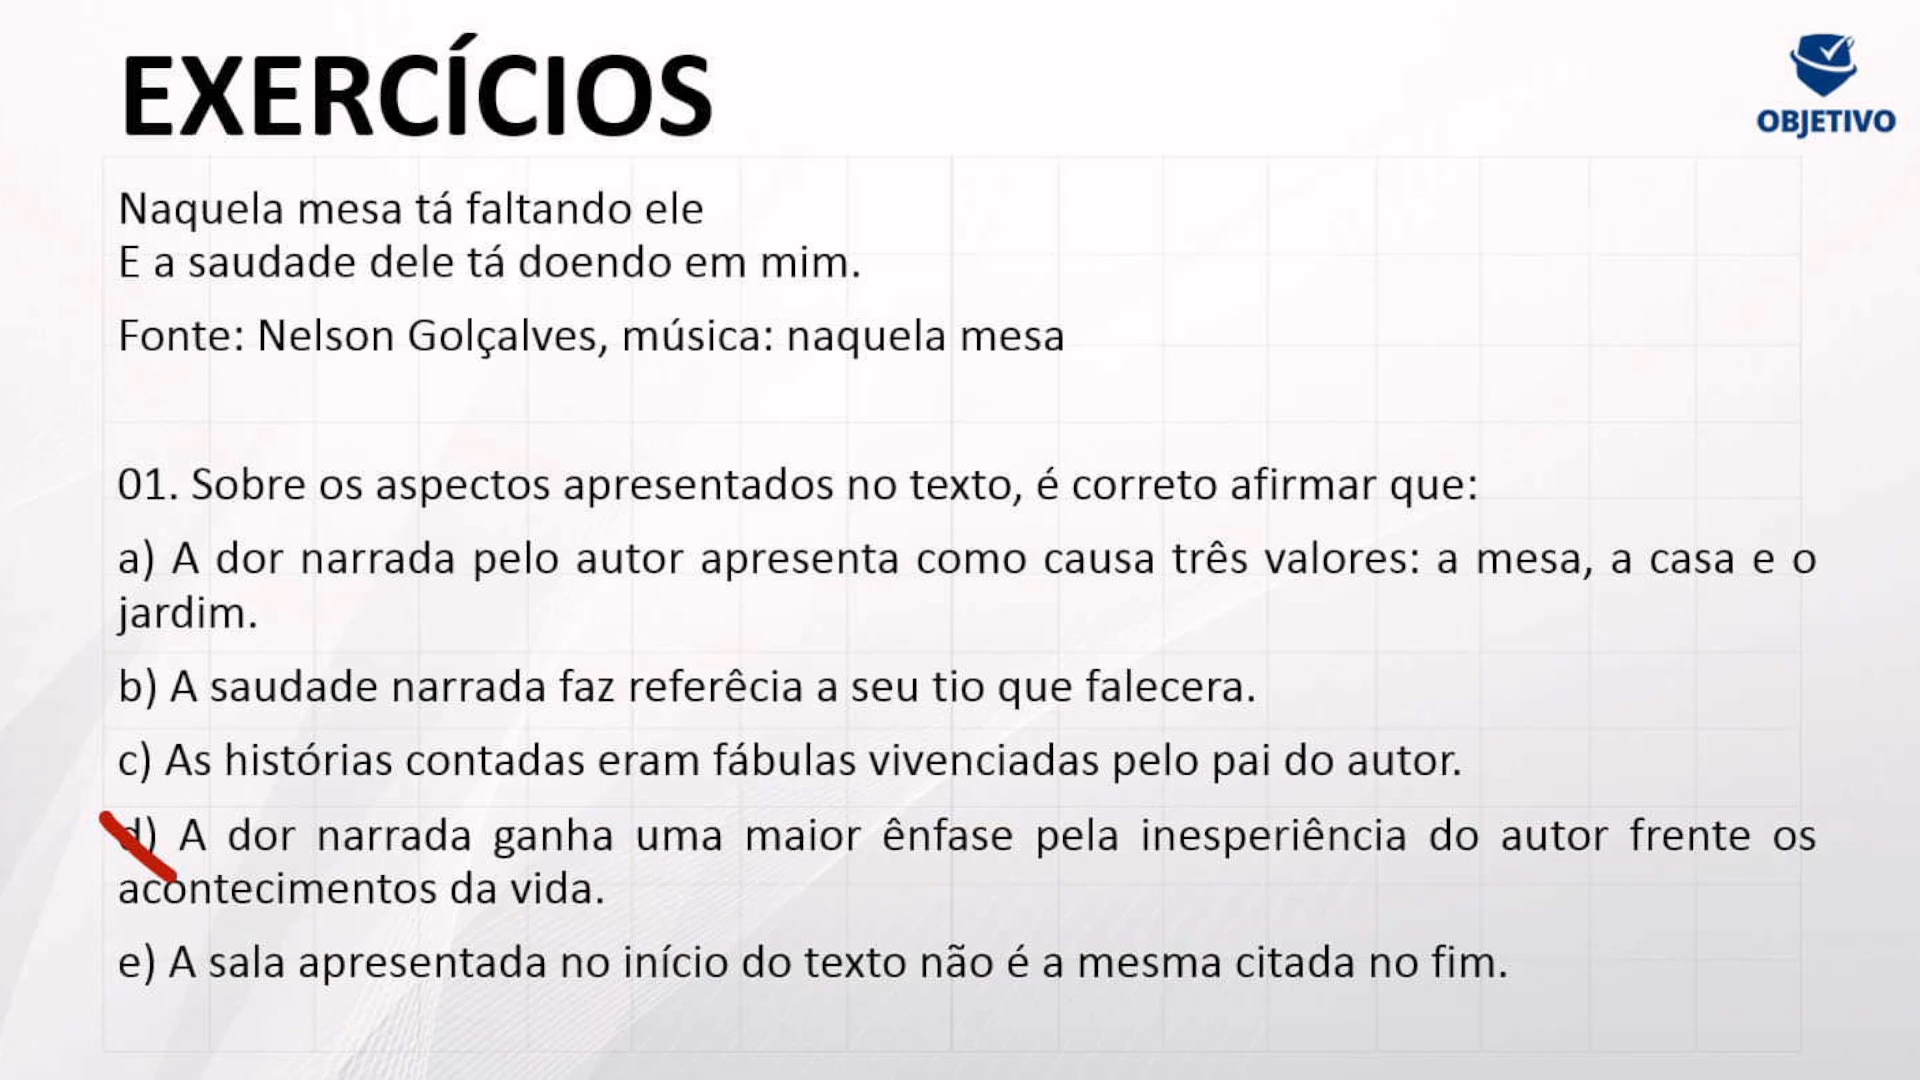 EXERCÍCIOS
OBJETIVO
Naquela mesa tá faltando ele
E a saudade dele tá doendo em mim.
Fonte: Nelson Golçalves, música: naquela mesa
01. Sobre os aspectos apresentados no texto, é correto afirmar que:
a) A dor narrada pelo autor apresenta como causa três valores: a mesa, a casa e o
jardim.
b) A saudade narrada faz referêcia a seu tio que falecera.
c) As histórias contadas eram fábulas vivenciadas pelo pai do autor.
d) A dor narrada ganha uma maior ênfase pela inesperiência do autor frente os
acontecimentos da vida.
e) A sala apresentada no início do texto não é a mesma citada no fim.